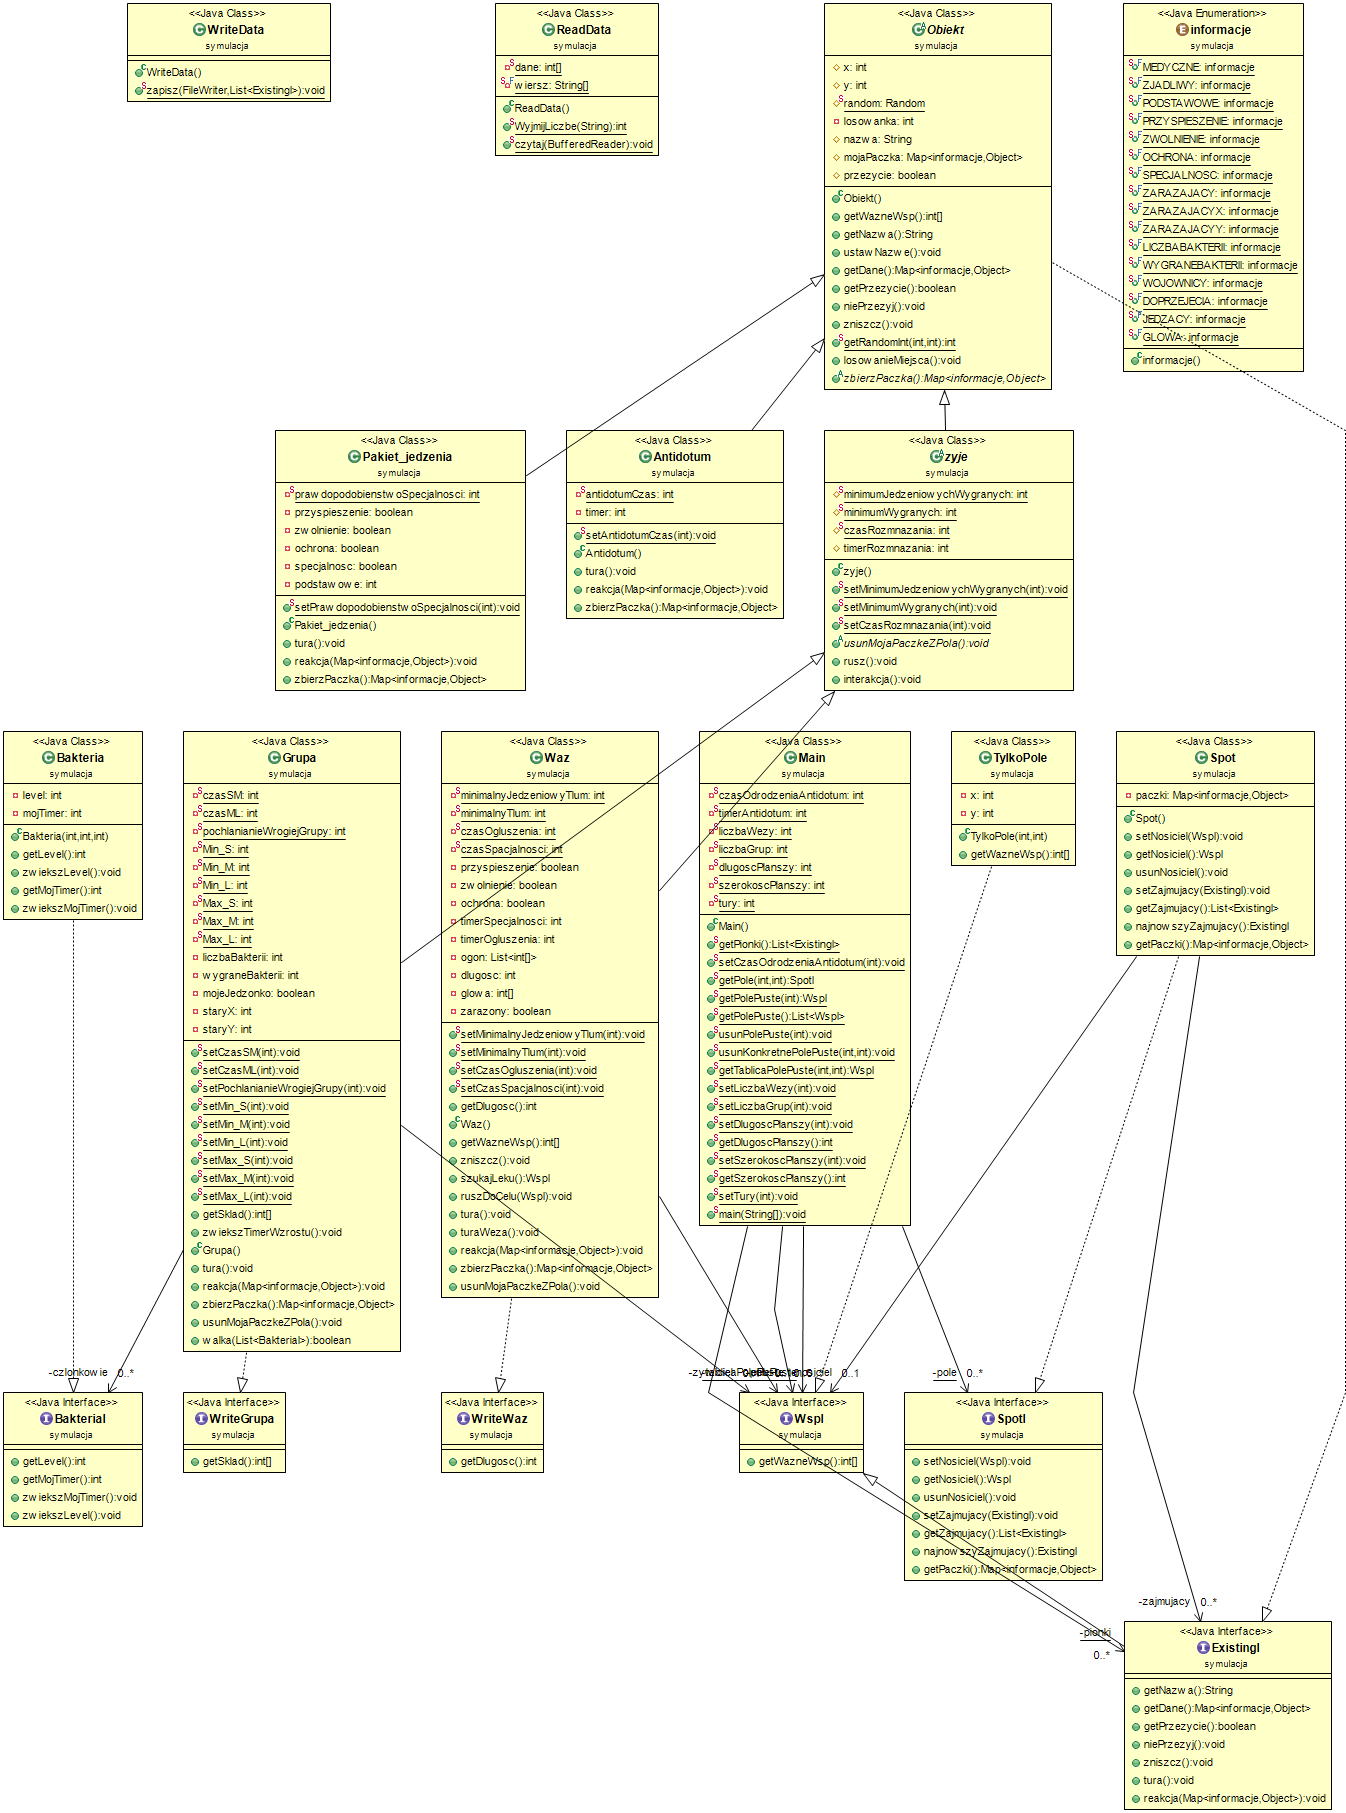 <<Java Class>>
WriteData
symulacja
WriteData()
zapisz(FileWriter,List<ExistingI>):void
<<Java Class>>
ReadData
symulacja
dane: int[]
wiersz: String[]
ReadData()
WyjmijLiczbe(String):int
czytaj(BufferedReader):void
<<Java Class>>
Obiekt
symulacja
x: int
y: int
random: Random
losowanka: int
nazwa: String
mojaPaczka: Map<informacje,Object>
przezycie: boolean
Obiekt()
getWazneWsp():int[]
getNazwa():String
ustawNazwe():void
getDane():Map<informacje,Object>
getPrzezycie():boolean
niePrzezyj():void
zniszcz():void
getRandomInt(int,int):int
losowanieMiejsca():void
zbierzPaczka():Map<informacje,Object>
<<Java Enumeration>>
informacje
symulacja
MEDYCZNE: informacje
ZJADLIWY: informacje
PODSTAWOWE: informacje
PRZYSPIESZENIE: informacje
ZWOLNIENIE: informacje
OCHRONA: informacje
SPECJALNOSC: informacje
ZARAZAJACY: informacje
ZARAZAJACYX: informacje
ZARAZAJACYY: informacje
LICZBABAKTERII: informacje
WYGRANEBAKTERII: informacje
WOJOWNICY: informacje
DOPRZEJECIA: informacje
JEDZACY: informacje
GLOWA: informacje
informacje()
<<Java Class>>
Pakiet_jedzenia
symulacja
prawdopodobienstwoSpecjalnosci: int
przyspieszenie: boolean
zwolnienie: boolean
ochrona: boolean
specjalnosc: boolean
podstawowe: int
setPrawdopodobienstwoSpecjalnosci(int):void
Pakiet_jedzenia()
tura():void
reakcja(Map<informacje,Object>):void
zbierzPaczka():Map<informacje,Object>
<<Java Class>>
Antidotum
symulacja
antidotumCzas: int
timer: int
setAntidotumCzas(int):void
Antidotum()
tura():void
reakcja(Map<informacje,Object>):void
zbierzPaczka():Map<informacje,Object>
<<Java Class>>
zyje
symulacja
minimumJedzeniowychWygranych: int
minimumWygranych: int
czasRozmnazania: int
timerRozmnazania: int
zyje()
setMinimumJedzeniowychWygranych(int):void
setMinimumWygranych(int):void
setCzasRozmnazania(int):void
usunMojaPaczkeZPola():void
rusz():void
interakcja():void
<<Java Class>>
Bakteria
symulacja
level: int
mojTimer: int
Bakteria(int,int,int)
getLevel():int
zwiekszLevel():void
getMojTimer():int
zwiekszMojTimer():void
<<Java Class>>
Grupa
symulacja
czasSM: int
czasML: int
pochlanianieWrogiejGrupy: int
Min_S: int
Min_M: int
Min_L: int
Max_S: int
Max_M: int
Max_L: int
liczbaBakterii: int
wygraneBakterii: int
mojeJedzonko: boolean
staryX: int
staryY: int
setCzasSM(int):void
setCzasML(int):void
setPochlanianieWrogiejGrupy(int):void
setMin_S(int):void
setMin_M(int):void
setMin_L(int):void
setMax_S(int):void
setMax_M(int):void
setMax_L(int):void
getSklad():int[]
zwiekszTimerWzrostu():void
Grupa()
tura():void
reakcja(Map<informacje,Object>):void
zbierzPaczka():Map<informacje,Object>
usunMojaPaczkeZPola():void
walka(List<BakteriaI>):boolean
<<Java Class>>
Waz
symulacja
minimalnyJedzeniowyTlum: int
minimalnyTlum: int
czasOgluszenia: int
czasSpacjalnosci: int
przyspieszenie: boolean
zwolnienie: boolean
ochrona: boolean
timerSpecjalnosci: int
timerOgluszenia: int
ogon: List<int[]>
dlugosc: int
glowa: int[]
zarazony: boolean
setMinimalnyJedzeniowyTlum(int):void
setMinimalnyTlum(int):void
setCzasOgluszenia(int):void
setCzasSpacjalnosci(int):void
getDlugosc():int
Waz()
getWazneWsp():int[]
zniszcz():void
szukajLeku():WspI
ruszDoCelu(WspI):void
tura():void
turaWeza():void
reakcja(Map<informacje,Object>):void
zbierzPaczka():Map<informacje,Object>
usunMojaPaczkeZPola():void
<<Java Class>>
Main
symulacja
czasOdrodzeniaAntidotum: int
timerAntidotum: int
liczbaWezy: int
liczbaGrup: int
dlugoscPlanszy: int
szerokoscPlanszy: int
tury: int
Main()
getPionki():List<ExistingI>
setCzasOdrodzeniaAntidotum(int):void
getPole(int,int):SpotI
getPolePuste(int):WspI
getPolePuste():List<WspI>
usunPolePuste(int):void
usunKonkretnePolePuste(int,int):void
getTablicaPolePuste(int,int):WspI
setLiczbaWezy(int):void
setLiczbaGrup(int):void
setDlugoscPlanszy(int):void
getDlugoscPlanszy():int
setSzerokoscPlanszy(int):void
getSzerokoscPlanszy():int
setTury(int):void
main(String[]):void
<<Java Class>>
TylkoPole
symulacja
x: int
y: int
TylkoPole(int,int)
getWazneWsp():int[]
<<Java Class>>
Spot
symulacja
paczki: Map<informacje,Object>
Spot()
setNosiciel(WspI):void
getNosiciel():WspI
usunNosiciel():void
setZajmujacy(ExistingI):void
getZajmujacy():List<ExistingI>
najnowszyZajmujacy():ExistingI
getPaczki():Map<informacje,Object>
-członkowie 0..*
0..1
-pole 0..*
<<Java Interface>>
BakteriaI
symulacja
getLevel():int
getMojTimer():int
zwiekszMojTimer():void
zwiekszLevel():void
<<Java Interface>>
WriteGrupa
symulacja
getSklad():int[]
<<Java Interface>>
WriteWaz
symulacja
getDlugosc():int
<<Java Interface>>
WspI
symulacja
getWazneWsp():int[]
<<Java Interface>>
SpotI
symulacja
setNosiciel(WspI):void
getNosiciel():WspI
usunNosiciel():void
setZajmujacy(ExistingI):void
getZajmujacy():List<ExistingI>
najnowszyZajmujacy():ExistingI
getPaczki():Map<informacje,Object>
-zajmujacy 0..*
-pionki
0..*
<<Java Interface>>
ExistingI
symulacja
getNazwa():String
getDane():Map<informacje,Object>
getPrzezycie():boolean
niePrzezyj():void
zniszcz():void
tura():void
reakcja(Map<informacje,Object>):void